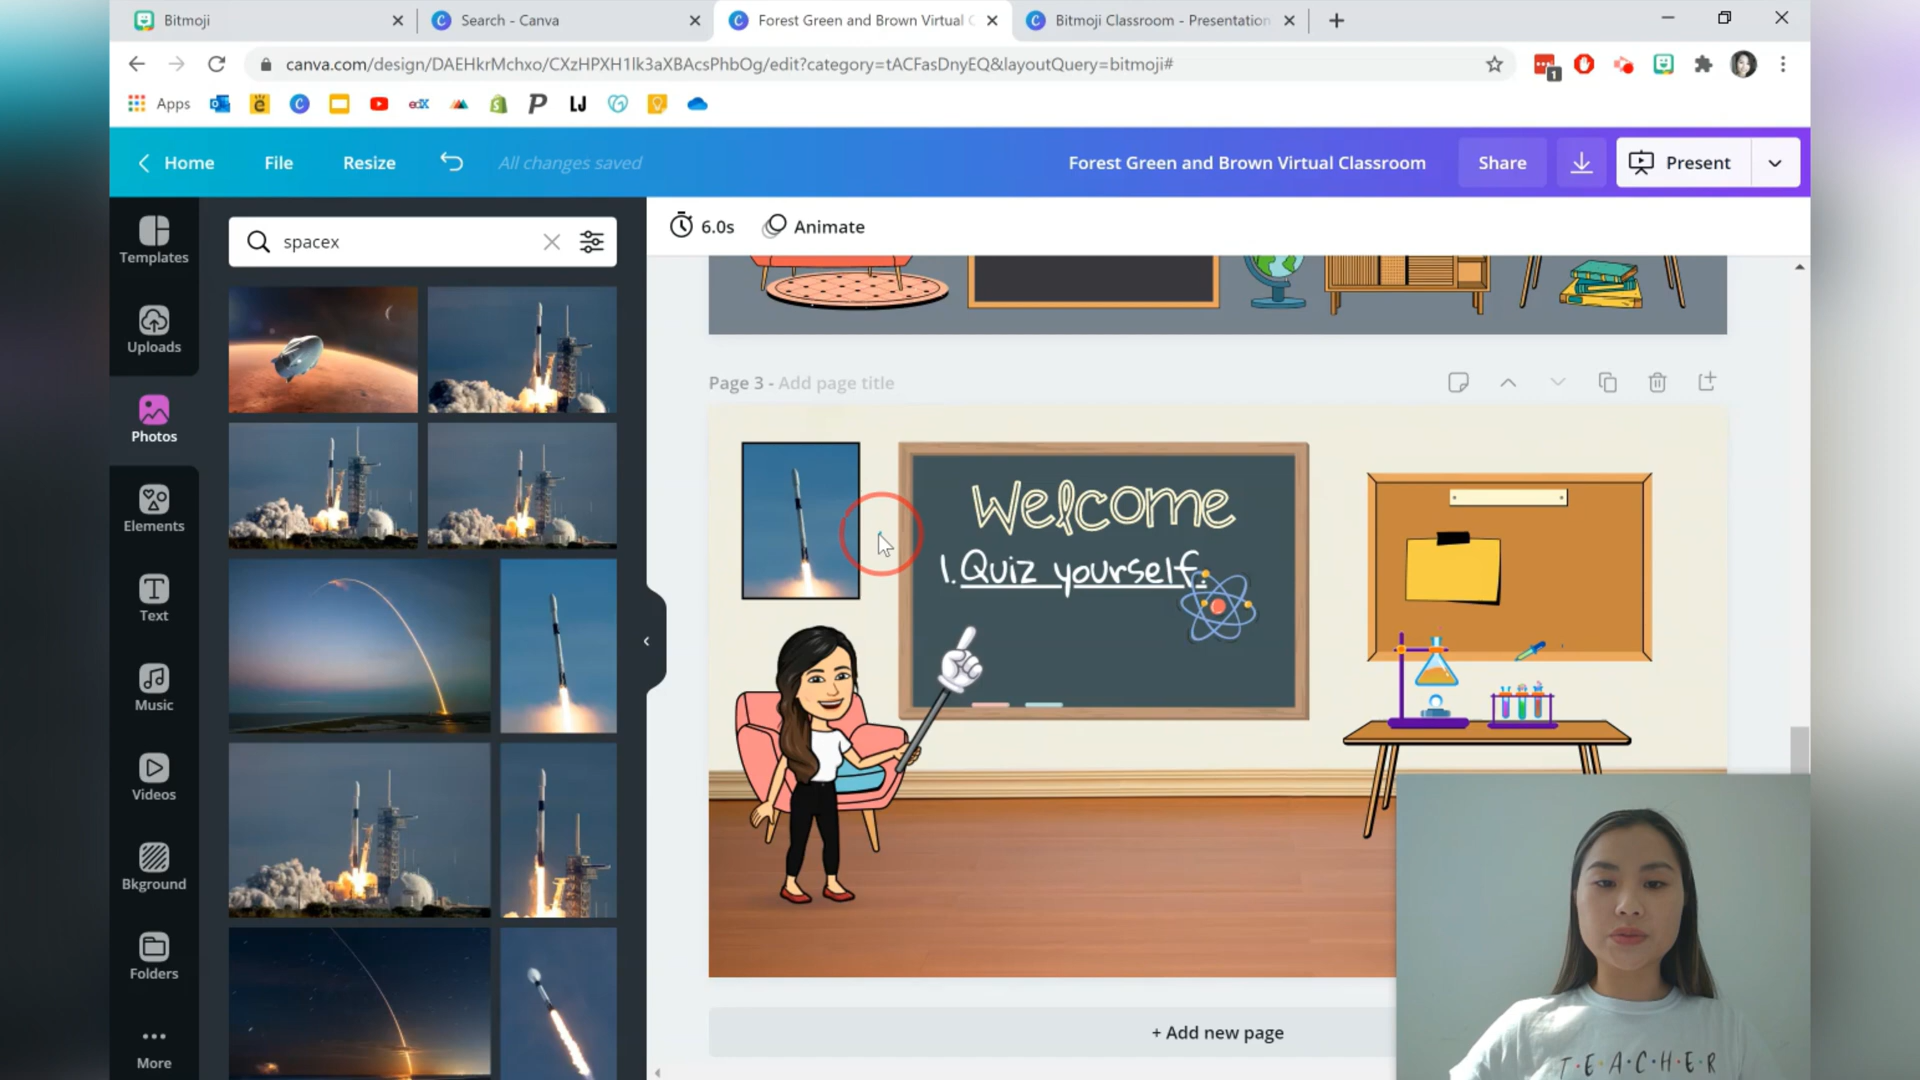 Bitmoji
Search - Canva
Forest Green and Brown Virtual C
Bitmoji Classroom - Presentation
canva.com/design/DAEHkrMchxo/CXzHPXH1lk3aXBAcsPhbOg/edit?category=tACFasDnyEQ&layoutQuery=bitmoji#
1
Apps
edX
P
IJ
Home
File
Resize
All changes saved
Forest Green and Brown Virtual Classroom
Share
Present
Templates
Uploads
Photos
Elements
Text
Music
Videos
Bkground
Folders
More
spacex
6.0s
Animate
Page 3 - Add page title
Welcome
1. Quiz yourself.
+ Add new page
T·E·A·C·H·E·R